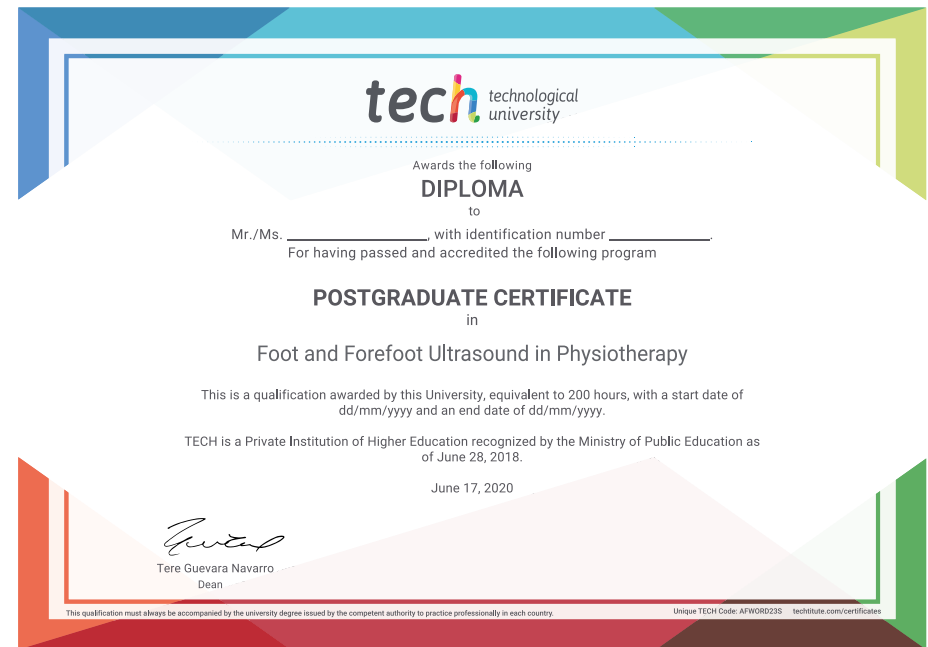 tech technological
university
Awards the following
DIPLOMA
to
Mr./Ms. ____________________, with identification number ______________.
For having passed and accredited the following program
POSTGRADUATE CERTIFICATE
in
Foot and Forefoot Ultrasound in Physiotherapy
This is a qualification awarded by this University, equivalent to 200 hours, with a start date of
dd/mm/yyyy and an end date of dd/mm/yyyy.
TECH is a Private Institution of Higher Education recognized by the Ministry of Public Education as
of June 28, 2018.
June 17, 2020
Tere Guevara Navarro
Dean
This qualification must always be accompanied by the university degree issued by the competent authority to practice professionally in each country.
Unique TECH Code: AFWORD23S techtitute.com/certificates